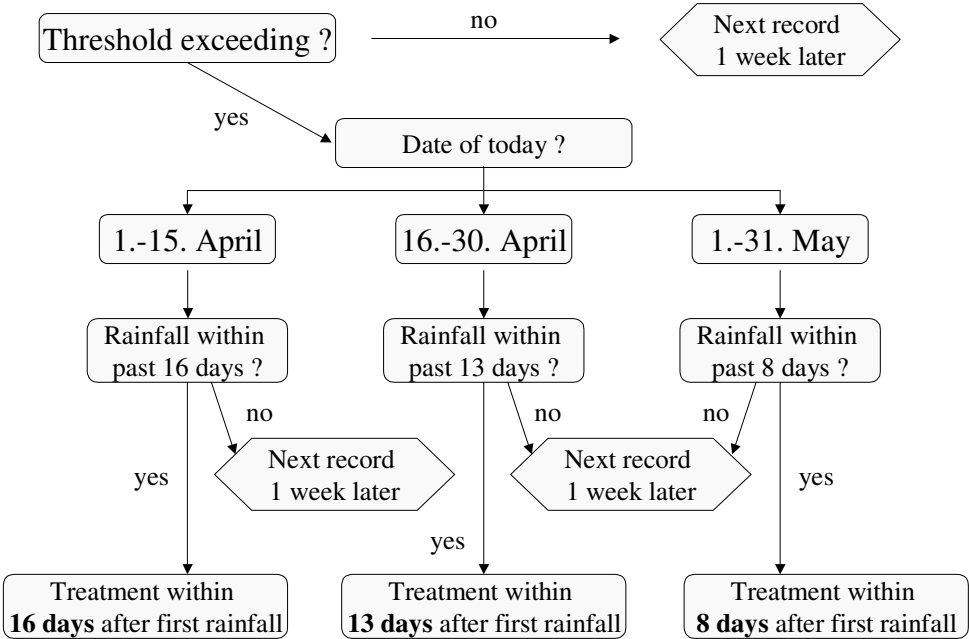 Threshold exceeding ?
no
Next record
1 week later
yes
Date of today ?
1.-15. April
16.-30. April
1.-31. May
Rainfall within
past 16 days ?
Rainfall within
past 13 days ?
Rainfall within
past 8 days ?
no
no
no
Next record
1 week later
Next record
1 week later
yes
yes
yes
Treatment within
16 days after first rainfall
Treatment within
13 days after first rainfall
Treatment within
8 days after first rainfall